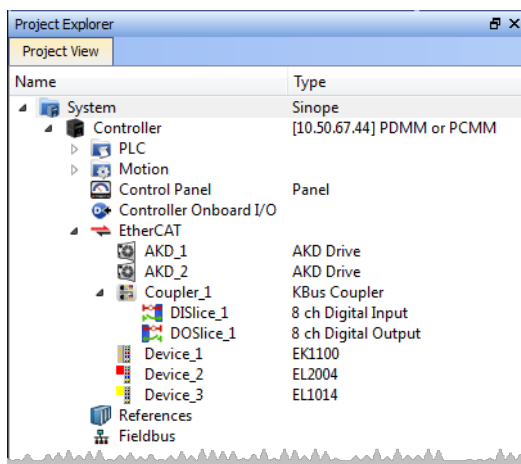 Project Explorer
Project View
Name Type
System Sinope
Controller [10.50.67.44] PDMM or PCMM
PLC
Motion
Control Panel Panel
Controller Onboard I/O
EtherCAT
AKD_1 AKD Drive
AKD_2 AKD Drive
Coupler_1 KBus Coupler
DISlice_1 8 ch Digital Input
DOSlice_1 8 ch Digital Output
Device_1 EK1100
Device_2 EL2004
Device_3 EL1014
References
Fieldbus